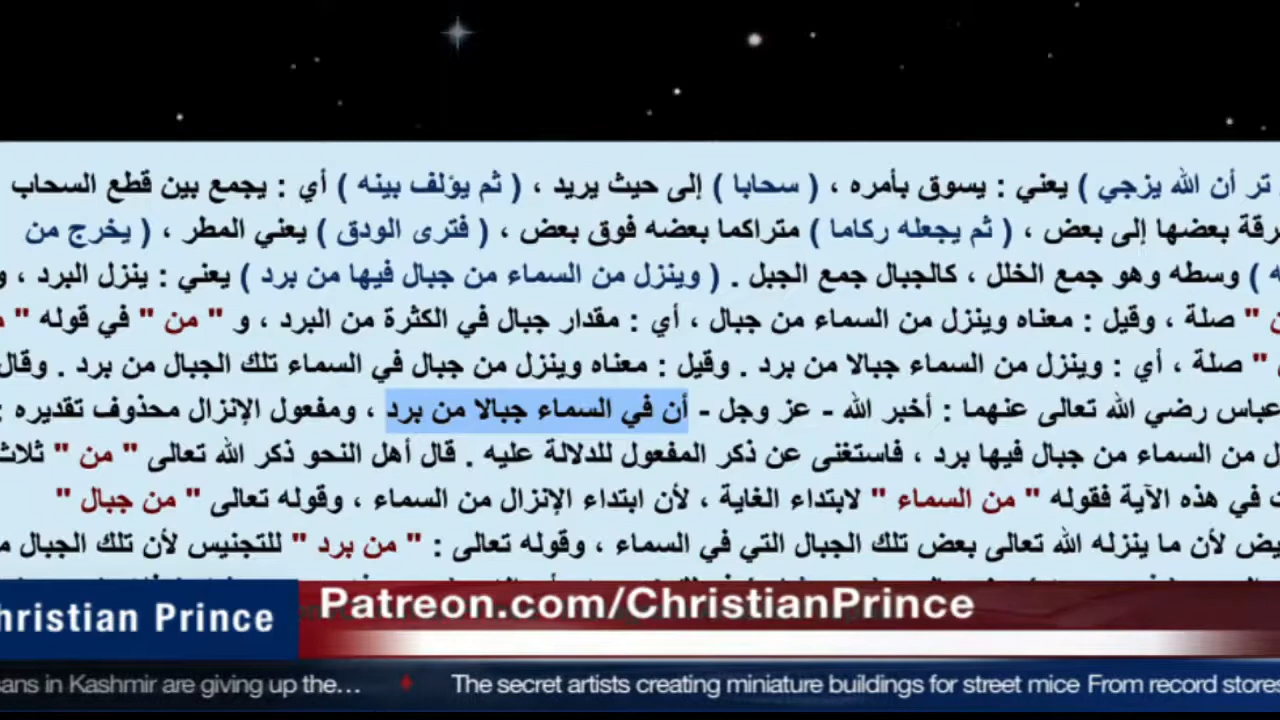 تر أن الله يزجي ) يعني : يسوق بأمره ، ( سحابا ) إلى حيث يريد ، ( ثم يؤلف بينه ) أي : يجمع بين قطع السحاب
بعضها إلى بعض ، ( ثم يجعله ركاما ) متراكما بعضه فوق بعض ، ( فترى الودق ) يعني المطر ، ( يخرج من
) وسطه وهو جمع الخلل ، كالجبال جمع الجبل . ( وينزل من السماء من جبال فيها من برد ) يعني : ينزل البرد ، و
" صلة ، وقيل : معناه وينزل من السماء من جبال ، أي : مقدار جبال في الكثرة من البرد ، و " من " في قوله "
" صلة ، أي : وينزل من السماء جبالا من برد . وقيل : معناه وينزل من جبال في السماء تلك الجبال من برد . وقال
عباس رضي الله تعالى عنهما : أخبر الله - عز وجل - أن في السماء جبالا من برد ، ومفعول الإنزال محذوف تقديره :
من السماء من جبال فيها برد ، فاستغنى عن ذكر المفعول للدلالة عليه . قال أهل النحو ذكر الله تعالى " من " ثلاث
في هذه الآية فقوله " من السماء " لابتداء الغاية ، لأن ابتداء الإنزال من السماء ، وقوله تعالى " من جبال "
لأن ما ينزله الله تعالى بعض تلك الجبال التي في السماء ، وقوله تعالى : " من برد " للتجنيس لأن تلك الجبال
hristian Prince
Patreon.com/ChristianPrince
sans in Kashmir are giving up the… ♦ The secret artists creating miniature buildings for street mice From record stores